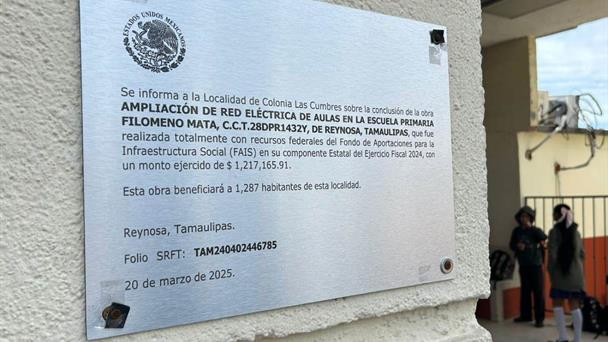 ESTADOS UNIDOS MEXICANOS
Se informa a la Localidad de Colonia Las Cumbres sobre la conclusión de la obra
AMPLIACIÓN DE RED ELÉCTRICA DE AULAS EN LA ESCUELA PRIMARIA
FILOMENO MATA, C.C.T.28DPR1432Y, DE REYNOSA, TAMAULIPAS, que fue
realizada totalmente con recursos federales del Fondo de Aportaciones para la
Infraestructura Social (FAIS) en su componente Estatal del Ejercicio Fiscal 2024, con
un monto ejercido de $ 1,217,165.91.
Esta obra beneficiará a 1,287 habitantes de esta localidad.
Reynosa, Tamaulipas.
Folio SRFT: TAM240402446785
20 de marzo de 2025.